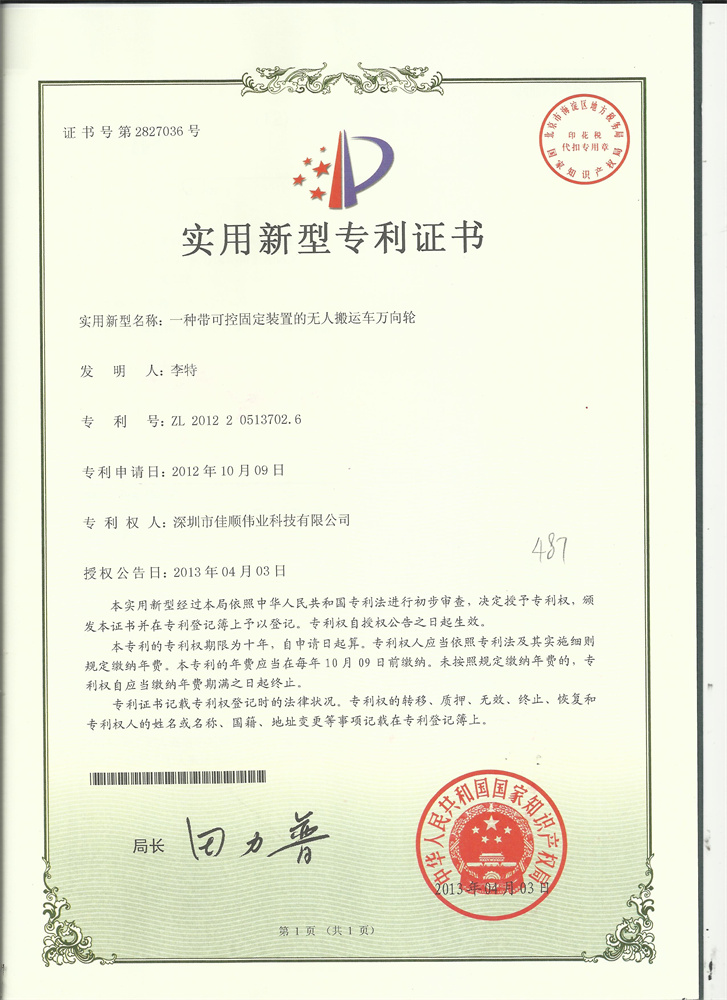 证书号第2827036号
北京市海淀区地方税务局
印花税
代扣专用章
国家知识产权局
实用新型专利证书
实用新型名称：一种带可控固定装置的无人搬运车万向轮
发明人：李特
专利号：ZL 2012 2 0513702.6
专利申请日：2012年10月09日
专利权人：深圳市佳顺伟业科技有限公司
487
授权公告日：2013年04月03日
本实用新型经过本局依照中华人民共和国专利法进行初步审查，决定授予专利权，颁
发本证书并在专利登记簿上予以登记。专利权自授权公告之日起生效。
本专利的专利权期限为十年，自申请日起算。专利权人应当依照专利法及其实施细则
规定缴纳年费。本专利的年费应当在每年10月09日前缴纳。未按照规定缴纳年费的，专
利权自应当缴纳年费期满之日起终止。
专利证书记载专利权登记时的法律状况。专利权的转移、质押、无效、终止、恢复和
专利权人的姓名或名称、国籍、地址变更等事项记载在专利登记簿上。
局长
田力普
中华人民共和国国家知识产权局
2013年04月03日
第1页（共1页）